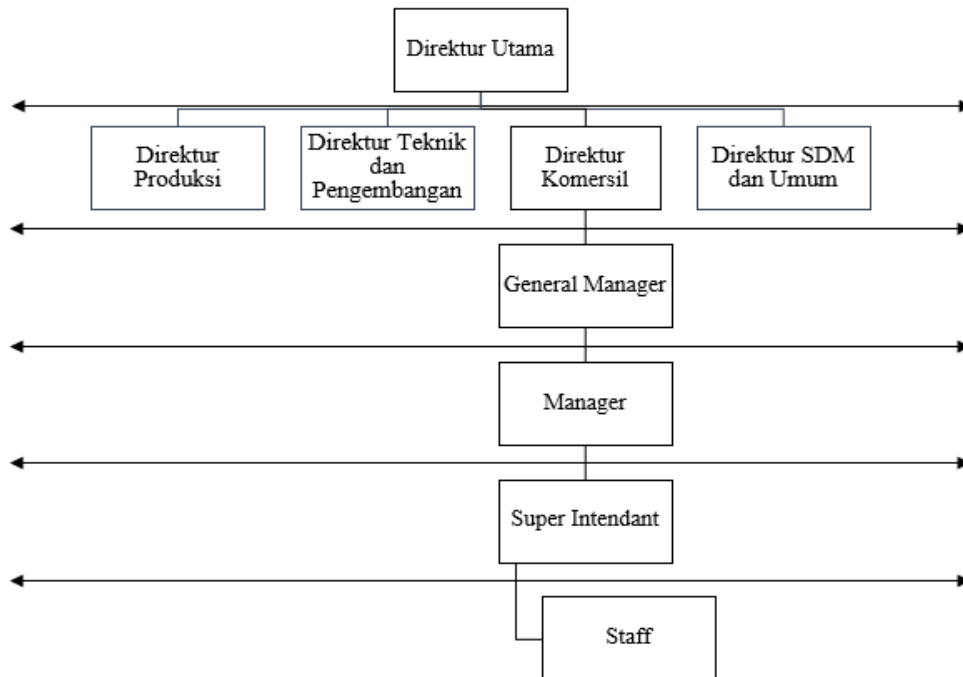 Direktur Utama
Direktur
Produksi
Direktur Teknik
dan
Pengembangan
Direktur
Komersil
Direktur SDM
dan Umum
General Manager
Manager
Super Intendant
Staff